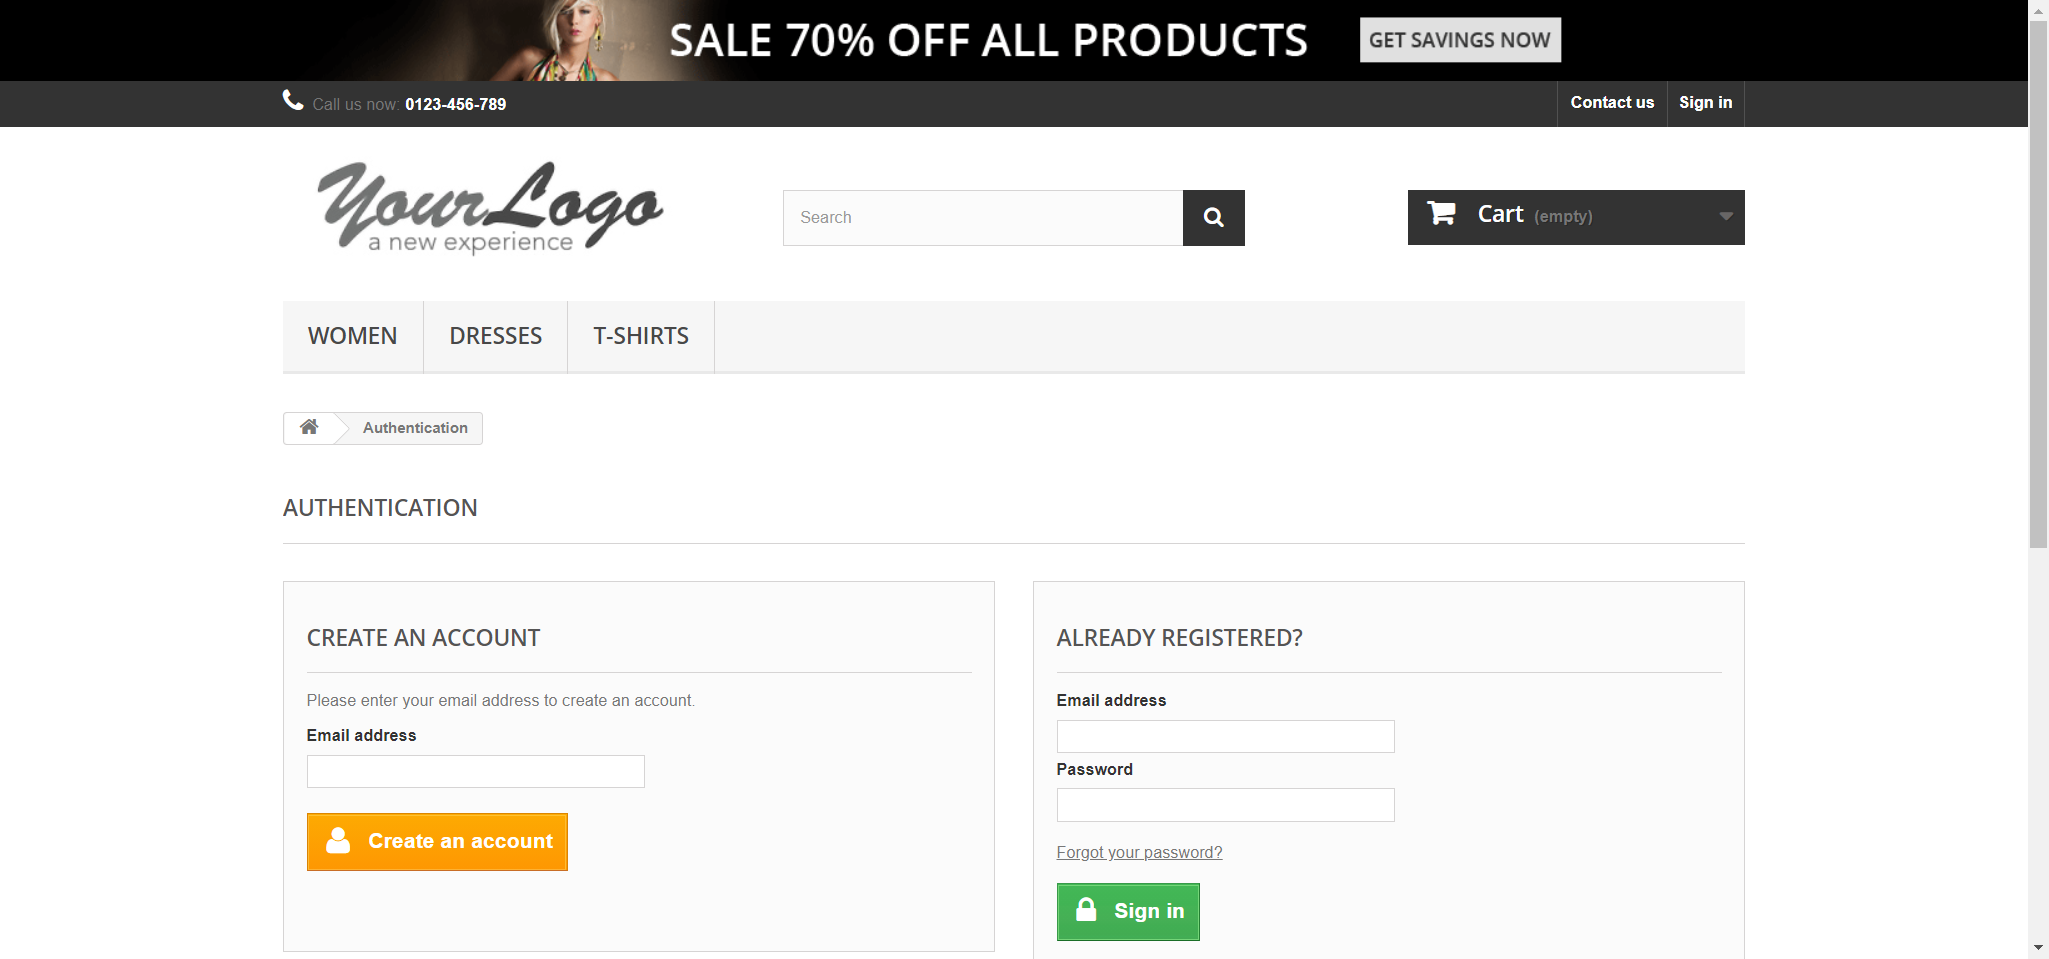 SALE 70% OFF ALL PRODUCTS
GET SAVINGS NOW
Call us now: 0123-456-789
Contact us
Sign in
YourLogo
a new experience
Search
Cart (empty)
WOMEN
DRESSES
T-SHIRTS
Authentication
AUTHENTICATION
CREATE AN ACCOUNT
Please enter your email address to create an account.
Email address
Create an account
ALREADY REGISTERED?
Email address
Password
Forgot your password?
Sign in